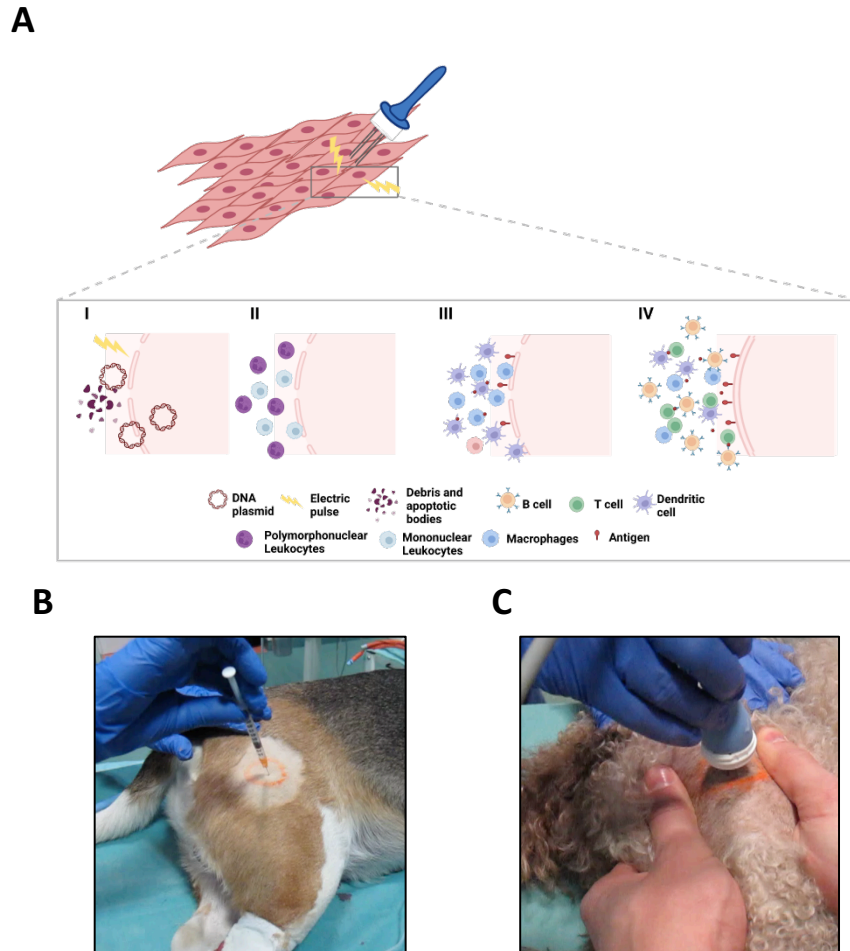 A
I II III IV
DNA
plasmid
Electric
pulse
Debris and
apoptotic
bodies
B cell
T cell
Dendritic
cell
Polymorphonuclear
Leukocytes
Mononuclear
Leukocytes
Macrophages
Antigen
B C